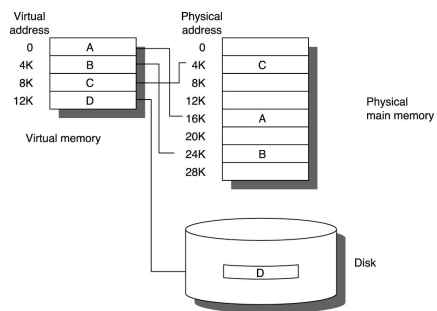 Virtual
address
0 A
4K B
8K C
12K D
Virtual memory
Physical
address
0
4K C
8K
12K
16K A
20K
24K B
28K
Physical
main memory
D
Disk